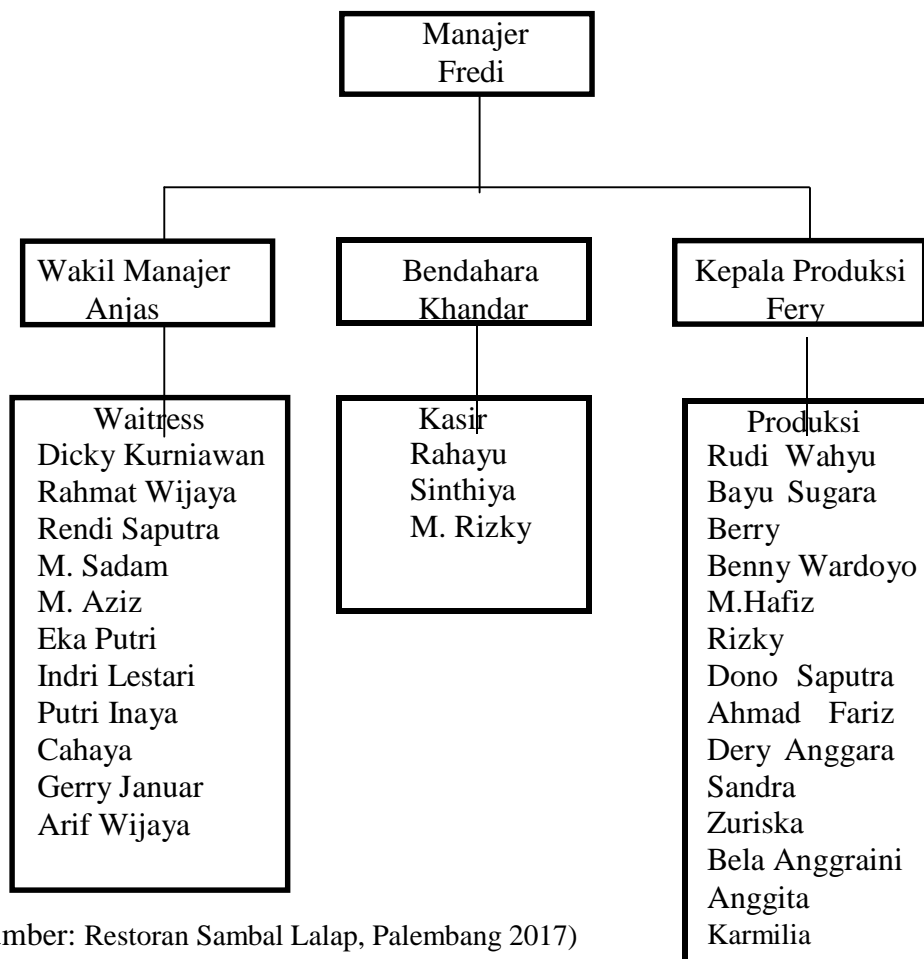 Manajer
Fredi
Wakil Manajer
Anjas
Bendahara
Khandar
Kepala Produksi
Fery
Waitress
Dicky Kurniawan
Rahmat Wijaya
Rendi Saputra
M. Sadam
M. Aziz
Eka Putri
Indri Lestari
Putri Inaya
Cahaya
Gerry Januar
Arif Wijaya
Kasir
Rahayu
Sinthiya
M. Rizky
Produksi
Rudi Wahyu
Bayu Sugara
Berry
Benny Wardoyo
M.Hafiz
Rizky
Dono Saputra
Ahmad Fariz
Dery Anggara
Sandra
Zuriska
Bela Anggraini
Anggita
Karmilia
mber: Restoran Sambal Lalap, Palembang 2017)